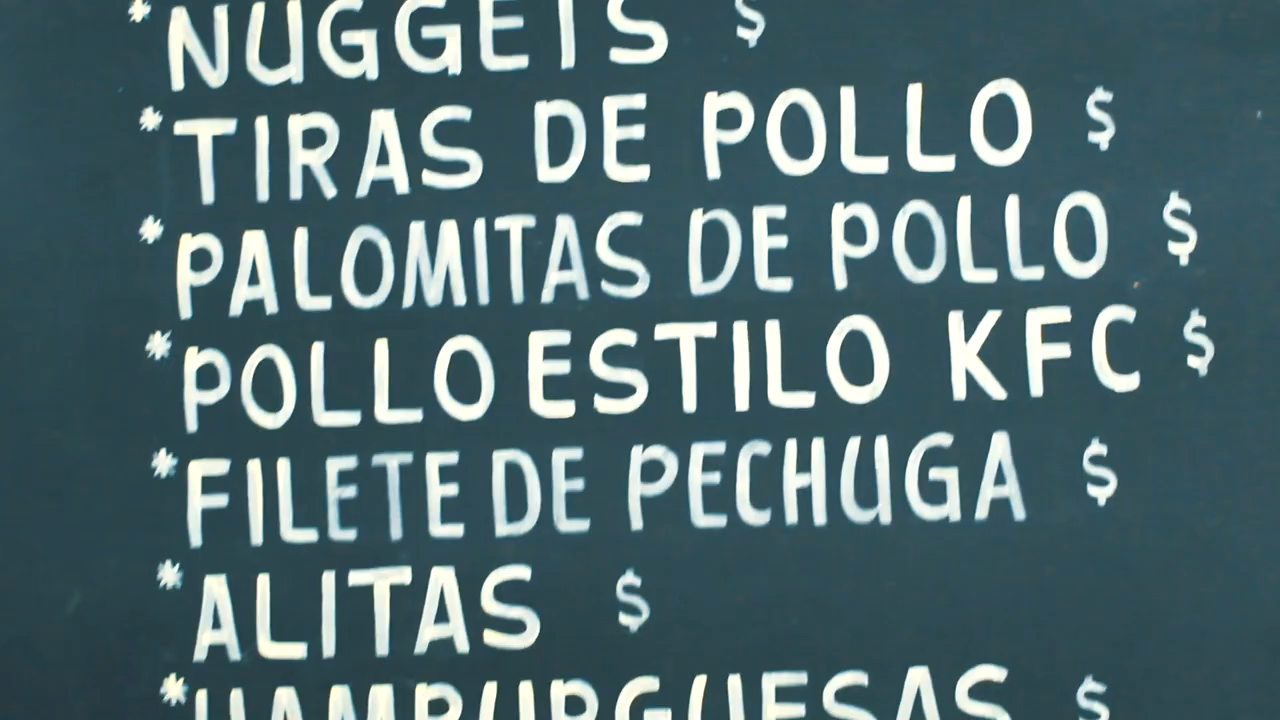 *NUGGETS $
*TIRAS DE POLLO $
*PALOMITAS DE POLLO $
*POLLO ESTILO KFC $
*FILETE DE PECHUGA $
*ALITAS $
*HAMBURGUESAS $